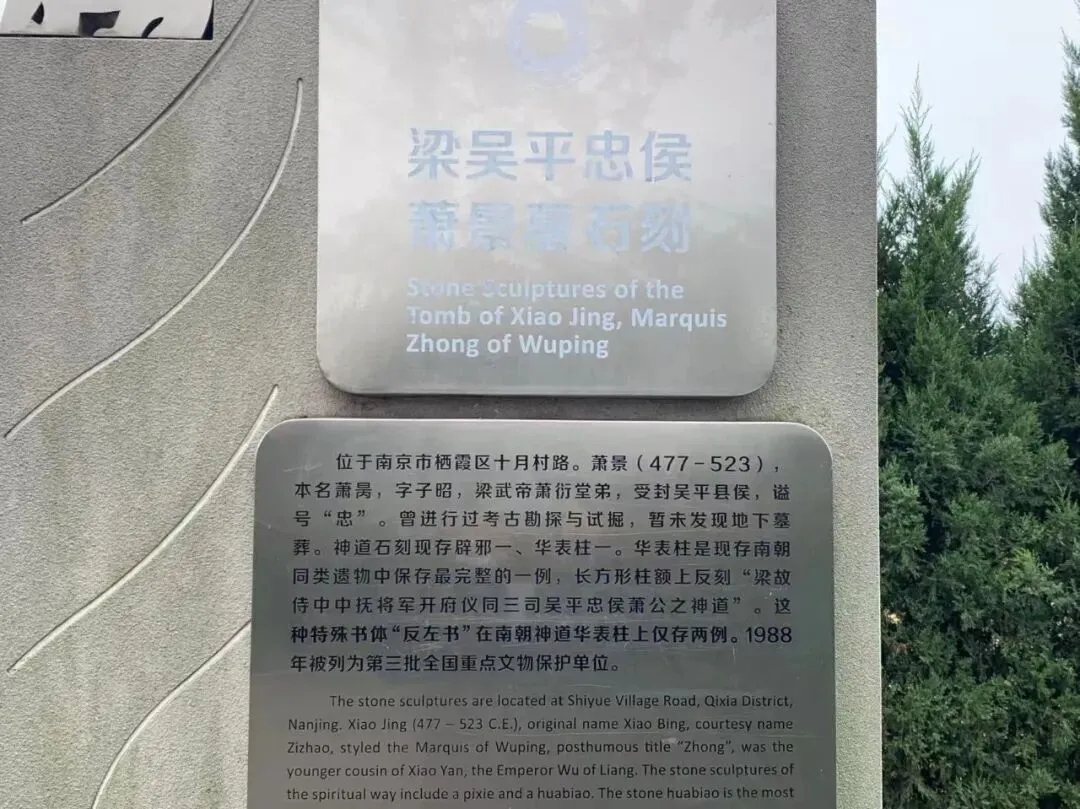 梁吴平忠侯
萧景墓石刻
Stone Sculptures of the
Tomb of Xiao Jing, Marquis
Zhong of Wuping
位于南京市栖霞区十月村路。萧景（477－523），
本名萧昺，字子昭，梁武帝萧衍堂弟，受封吴平县侯，谥
号“忠”。曾进行过考古勘探与试掘，暂未发现地下墓
葬。神道石刻现存辟邪一、华表柱一。华表柱是现存南朝
同类遗物中保存最完整的一例，长方形柱额上反刻“梁故
侍中中抚将军开府仪同三司吴平忠侯萧公之神道”。这
种特殊书体“反左书”在南朝神道华表柱上仅存两例。1988
年被列为第三批全国重点文物保护单位。
The stone sculptures are located at Shiyue Village Road, Qixia District,
Nanjing. Xiao Jing (477 – 523 C.E.), original name Xiao Bing, courtesy name
Zizhao, styled the Marquis of Wuping, posthumous title “Zhong”, was the
younger cousin of Xiao Yan, the Emperor Wu of Liang. The stone sculptures of
the spiritual way include a pixie and a huabiao. The stone huabiao is the most